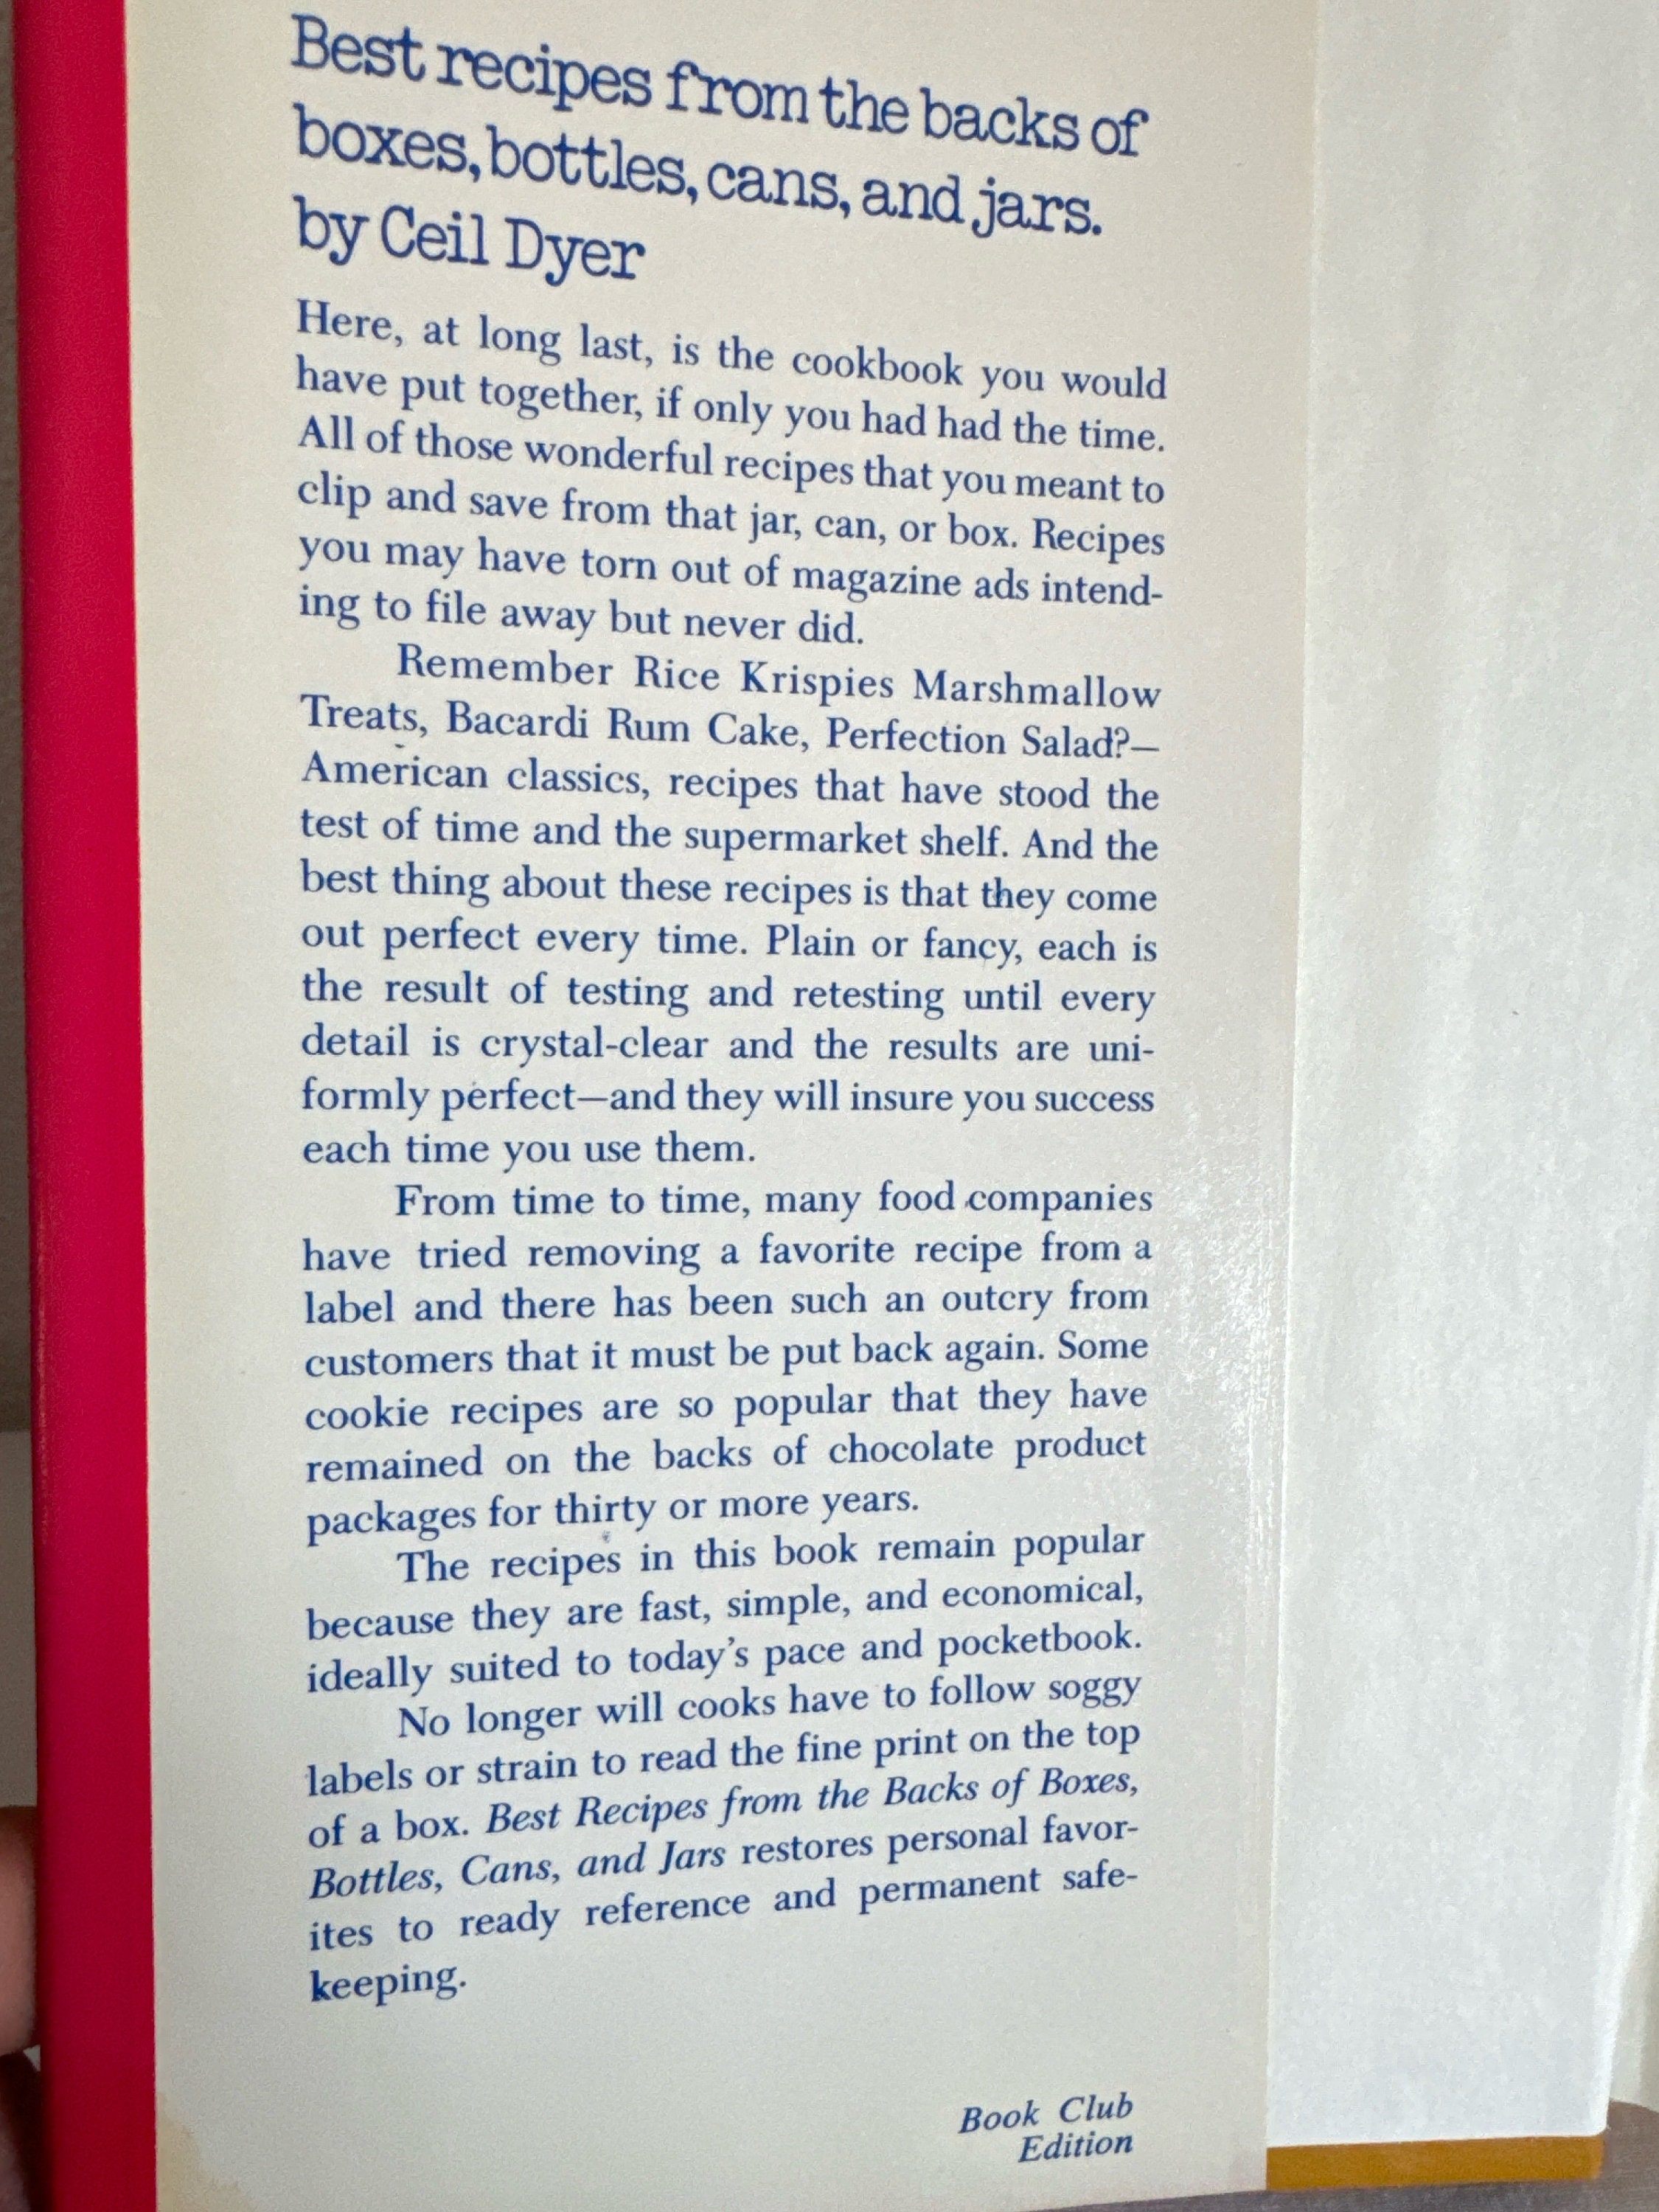 Best recipes from the backs of
boxes, bottles, cans, and jars.
by Ceil Dyer
Here, at long last, is the cookbook you would
have put together, if only you had had the time.
All of those wonderful recipes that you meant to
clip and save from that jar, can, or box. Recipes
you may have torn out of magazine ads intend-
ing to file away but never did.
Remember Rice Krispies Marshmallow
Treats, Bacardi Rum Cake, Perfection Salad?—
American classics, recipes that have stood the
test of time and the supermarket shelf. And the
best thing about these recipes is that they come
out perfect every time. Plain or fancy, each is
the result of testing and retesting until every
detail is crystal-clear and the results are uni-
formly perfect—and they will insure you success
each time you use them.
From time to time, many food companies
have tried removing a favorite recipe from a
label and there has been such an outcry from
customers that it must be put back again. Some
cookie recipes are so popular that they have
remained on the backs of chocolate product
packages for thirty or more years.
The recipes in this book remain popular
because they are fast, simple, and economical,
ideally suited to today's pace and pocketbook.
No longer will cooks have to follow soggy
labels or strain to read the fine print on the top
of a box. Best Recipes from the Backs of Boxes,
Bottles, Cans, and Jars restores personal favor-
ites to ready reference and permanent safe-
keeping.
Book Club
Edition